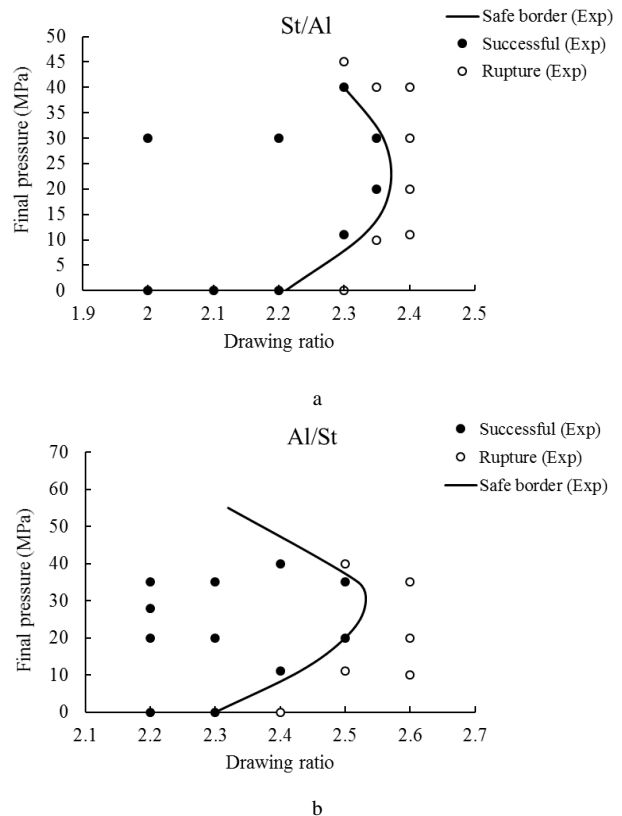 St/Al
Safe border (Exp)
Successful (Exp)
Rupture (Exp)
Final pressure (MPa)
50
45
40
35
30
25
20
15
10
5
0
1.9 2 2.1 2.2 2.3 2.4 2.5
Drawing ratio
a
Al/St
Successful (Exp)
Rupture (Exp)
Safe border (Exp)
Final pressure (MPa)
70
60
50
40
30
20
10
0
2.1 2.2 2.3 2.4 2.5 2.6 2.7
Drawing ratio
b